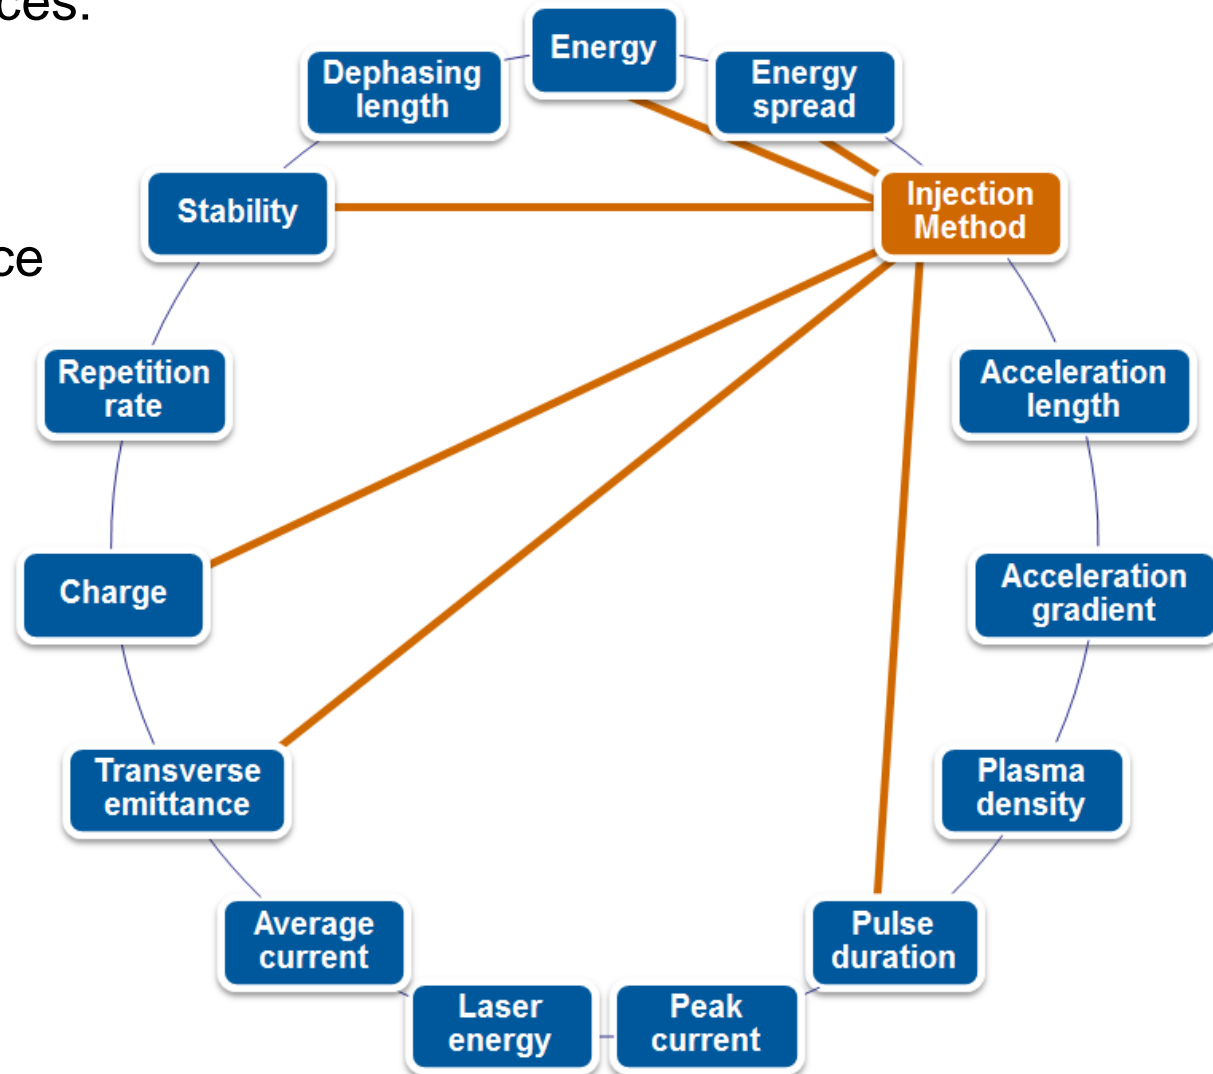 ces.
Energy
Dephasing
length
Energy
spread
Stability
Injection
Method
ce
Repetition
rate
Acceleration
length
Charge
Acceleration
gradient
Transverse
emittance
Plasma
density
Average
current
Pulse
duration
Laser
energy
Peak
current